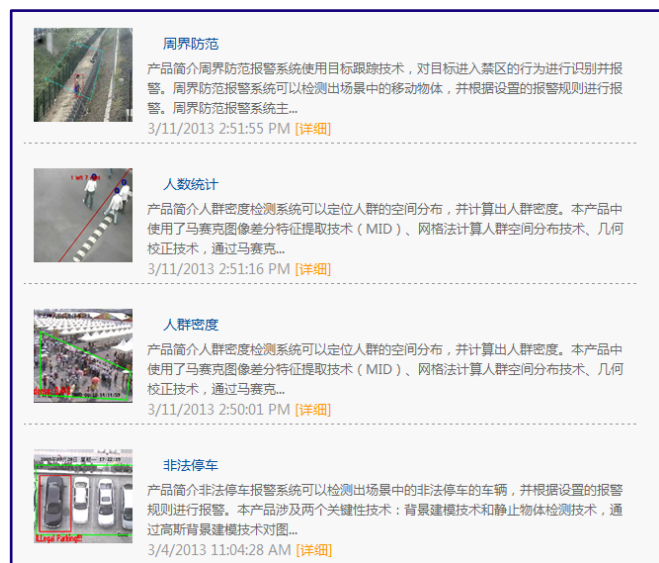 周界防范
产品简介周界防范报警系统使用目标跟踪技术，对目标进入禁区的行为进行识别并报
警。周界防范报警系统可以检测出场景中的移动物体，并根据设置的报警规则进行报
警。周界防范报警系统主...
3/11/2013 2:51:55 PM [详细]
人数统计
产品简介人群密度检测系统可以定位人群的空间分布，并计算出人群密度。本产品中
使用了马赛克图像差分特征提取技术（MID）、网格法计算人群空间分布技术、几何
校正技术，通过马赛克...
3/11/2013 2:51:16 PM [详细]
人群密度
产品简介人群密度检测系统可以定位人群的空间分布，并计算出人群密度。本产品中
使用了马赛克图像差分特征提取技术（MID）、网格法计算人群空间分布技术、几何
校正技术，通过马赛克...
3/11/2013 2:50:01 PM [详细]
非法停车
产品简介非法停车报警系统可以检测出场景中的非法停车的车辆，并根据设置的报警
规则进行报警。本产品涉及两个关键性技术：背景建模技术和静止物体检测技术，通
过高斯背景建模技术对图...
ILLegal Parking!!!
3/4/2013 11:04:28 AM [详细]